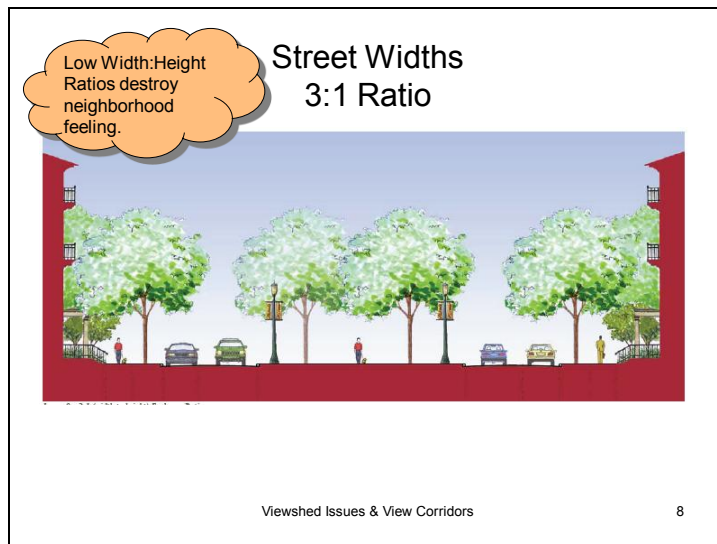 Low Width:Height
Ratios destroy
neighborhood
feeling.
Street Widths
3:1 Ratio
Viewshed Issues & View Corridors
8